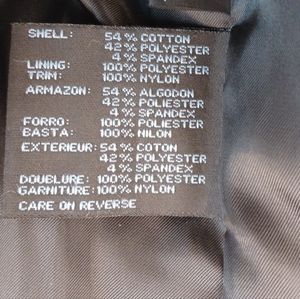 SHELL: 54% COTTON
42% POLYESTER
4% SPANDEX
LINING: 100% POLYESTER
TRIM: 100% NYLON
ARMAZON: 54% ALGODON
42% POLIESTER
4% SPANDEX
FORRO: 100% POLIESTER
BASTA: 100% NILON
EXTERIEUR: 54% COTON
42% POLYESTER
4% SPANDEX
DOUBLURE: 100% POLYESTER
GARNITURE: 100% NYLON
CARE ON REVERSE